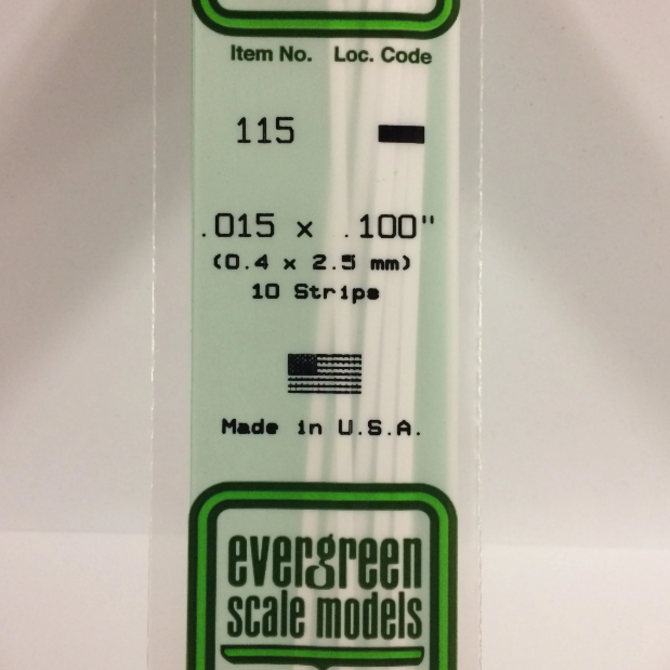 Item No. Loc. Code
115
.015 x .100"
(0.4 x 2.5 mm)
10 Strips
Made in U.S.A.
evergreen
scale models